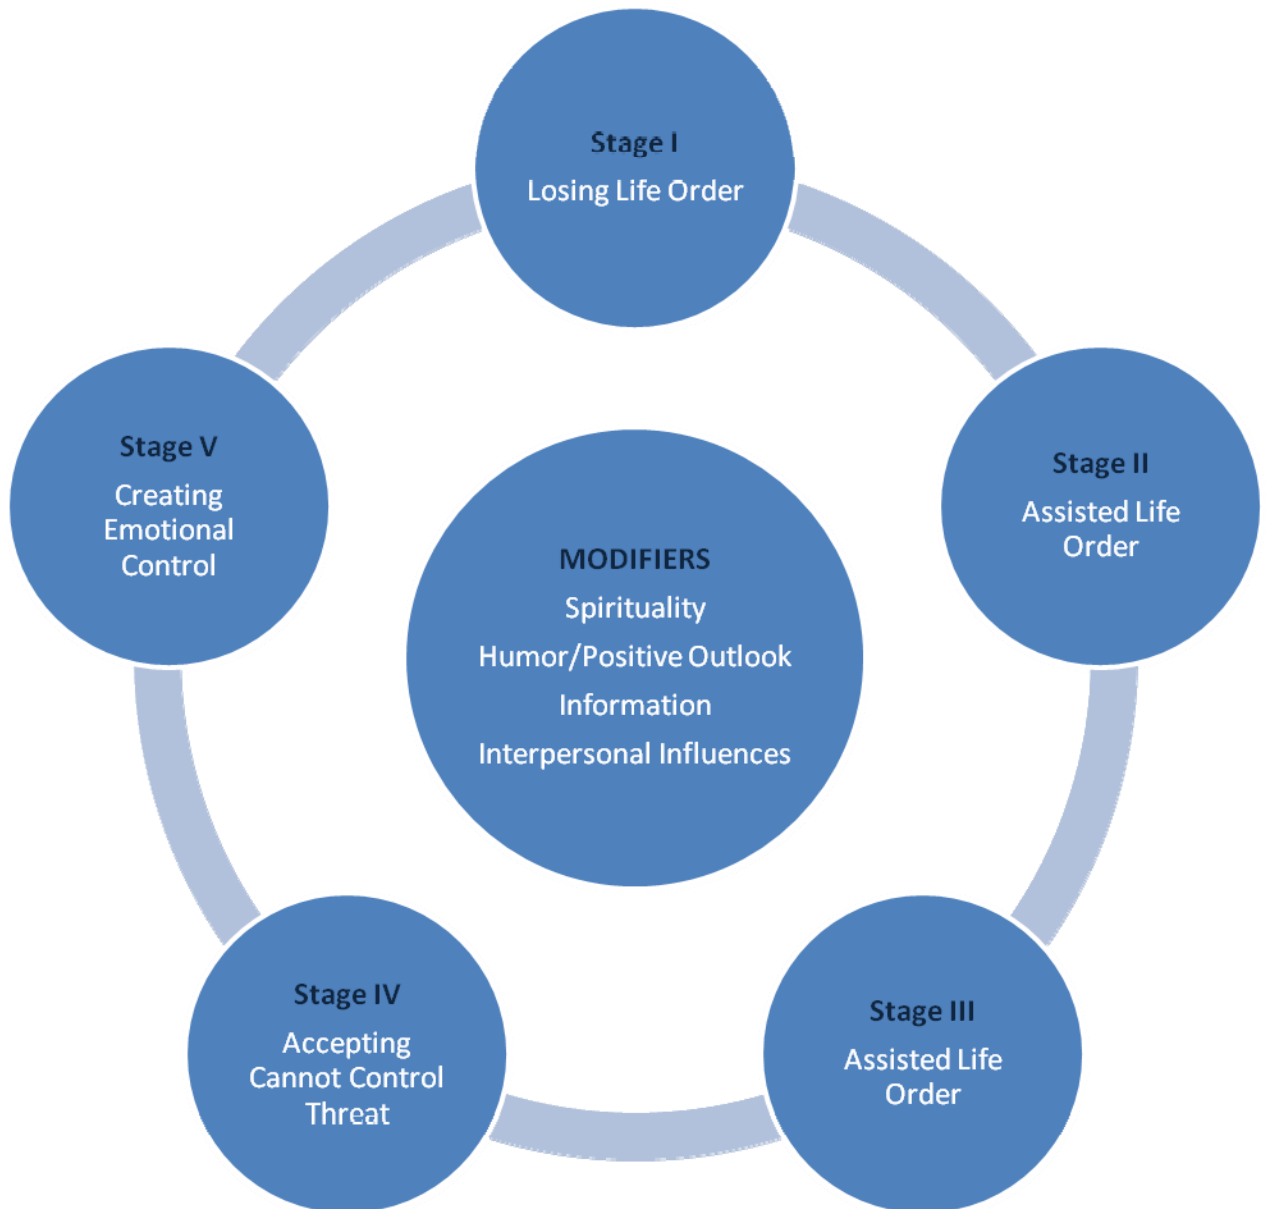 Stage I
Losing Life Order
Stage II
Assisted Life
Order
Stage III
Assisted Life
Order
Stage IV
Accepting
Cannot Control
Threat
Stage V
Creating
Emotional
Control
MODIFIERS
Spirituality
Humor/Positive Outlook
Information
Interpersonal Influences